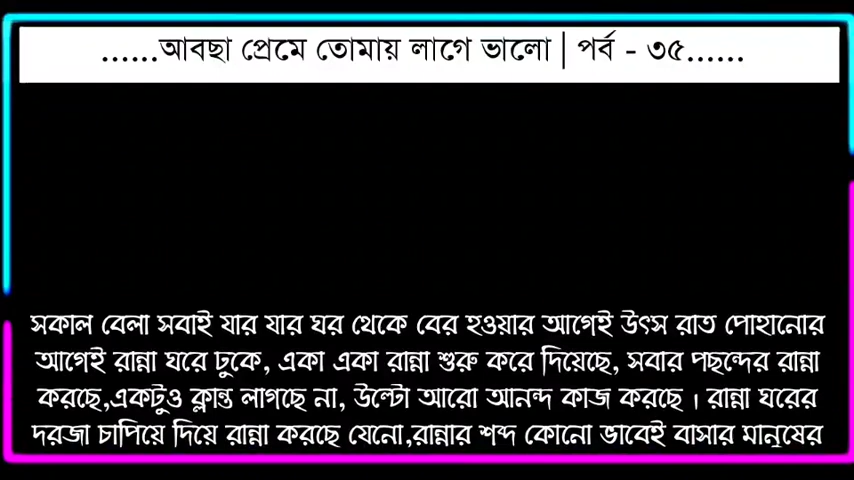 ......আবছা প্রেমে তোমায় লাগে ভালো | পর্ব - ৩৫......
সকাল বেলা সবাই যার যার ঘর থেকে বের হওয়ার আগেই উৎস রাত পোহানোর
আগেই রান্না ঘরে ঢুকে, একা একা রান্না শুরু করে দিয়েছে, সবার পছন্দের রান্না
করছে,একটুও ক্লান্ত লাগছে না, উল্টো আরো আনন্দ কাজ করছে । রান্না ঘরের
দরজা চাপিয়ে দিয়ে রান্না করছে যেনো,রান্নার শব্দ কোনো ভাবেই বাসার মানুষের